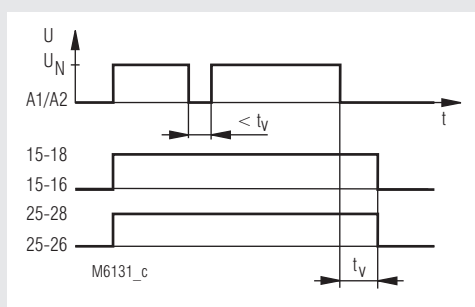 U
U_N
A1/A2
t
< t_v
15-18
15-16
25-28
25-26
M6131_c
t_v